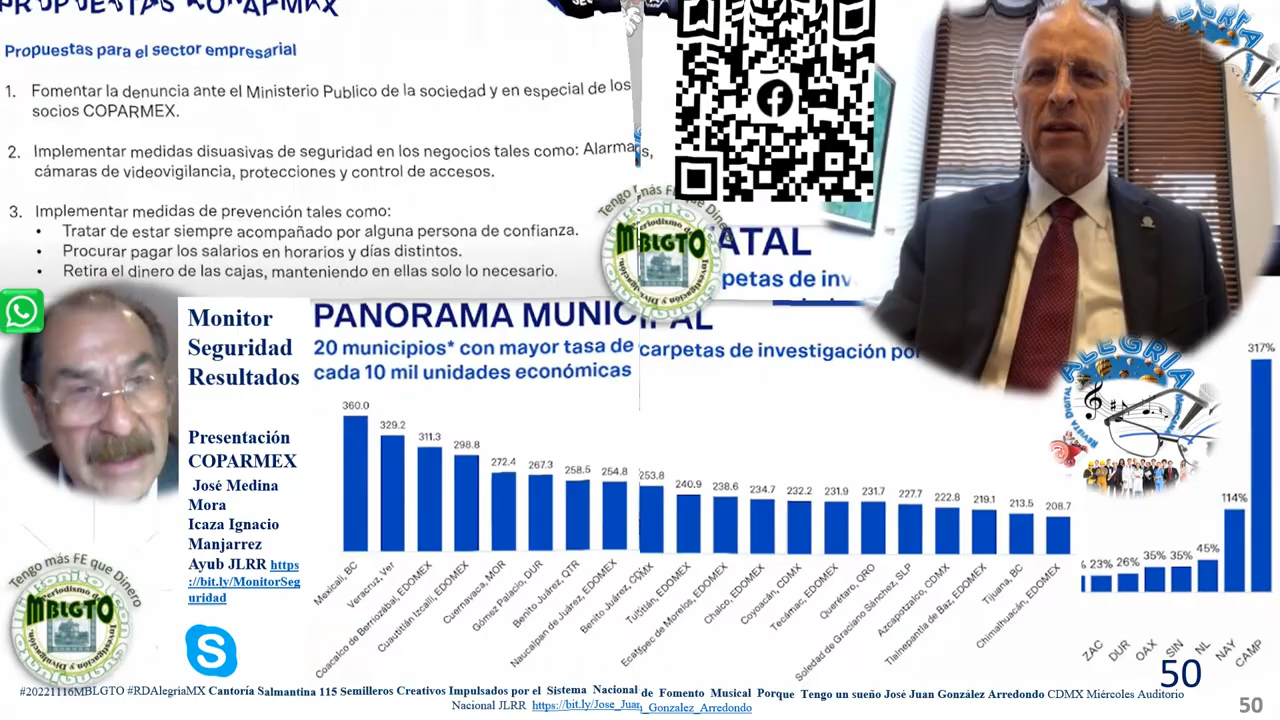 PROPUESTAS COPARMEX
Propuestas para el sector empresarial
1. Fomentar la denuncia ante el Ministerio Publico de la sociedad y en especial de los
socios COPARMEX.
2. Implementar medidas disuasivas de seguridad en los negocios tales como: Alarmas,
cámaras de videovigilancia, protecciones y control de accesos.
3. Implementar medidas de prevención tales como:
• Tratar de estar siempre acompañado por alguna persona de confianza.
• Procurar pagar los salarios en horarios y días distintos.
• Retira el dinero de las cajas, manteniendo en ellas solo lo necesario.
Tengo más FE que Dinero
MBLGTO
ATAL
petas de inv
Monitor
Seguridad
Resultados
Presentación
COPARMEX
José Medina
Mora
Icaza Ignacio
Manjarrez
Ayub JLRR https
://bit.ly/MonitorSeg
uridad
PANORAMA MUNICIPAL
20 municipios* con mayor tasa de carpetas de investigación por
cada 10 mil unidades económicas
360.0 329.2 311.3 298.8 272.4 267.3 258.5 254.8 253.8 240.9 238.6 234.7 232.2 231.9 231.7 227.7 222.8 219.1 213.5 208.7
Mexicali, BC
Veracruz, Ver
Coacalco de Berriozábal, EDOMEX
Cuautitlán Izcalli, EDOMEX
Cuernavaca, MOR
Gómez Palacio, DUR
Benito Juárez, QTR
Naucalpan de Juárez, EDOMEX
Benito Juárez, CDMX
Tultitlán, EDOMEX
Ecatepec de Morelos, EDOMEX
Chalco, EDOMEX
Coyoacán, CDMX
Tecámac, EDOMEX
Querétaro, QRO
Soledad de Graciano Sánchez, SLP
Azcapotzalco, CDMX
Tlalnepantla de Baz, EDOMEX
Tijuana, BC
Chimalhuacán, EDOMEX
ALEGRIA
REVISTA DIGITAL
23% 26% 35% 35% 45% 114% 317%
ZAC DUR OAX SIN NL NAY CAMP
Tengo más FE que Dinero
MBLGTO
50
#20221116MBLGTO #RDAlegriaMX Cantoría Salmantina 115 Semilleros Creativos Impulsados por el Sistema Nacional de Fomento Musical Porque Tengo un sueño José Juan González Arredondo CDMX Miércoles Auditorio
Nacional JLRR https://bit.ly/Jose_Juan_Gonzalez_Arredondo
50